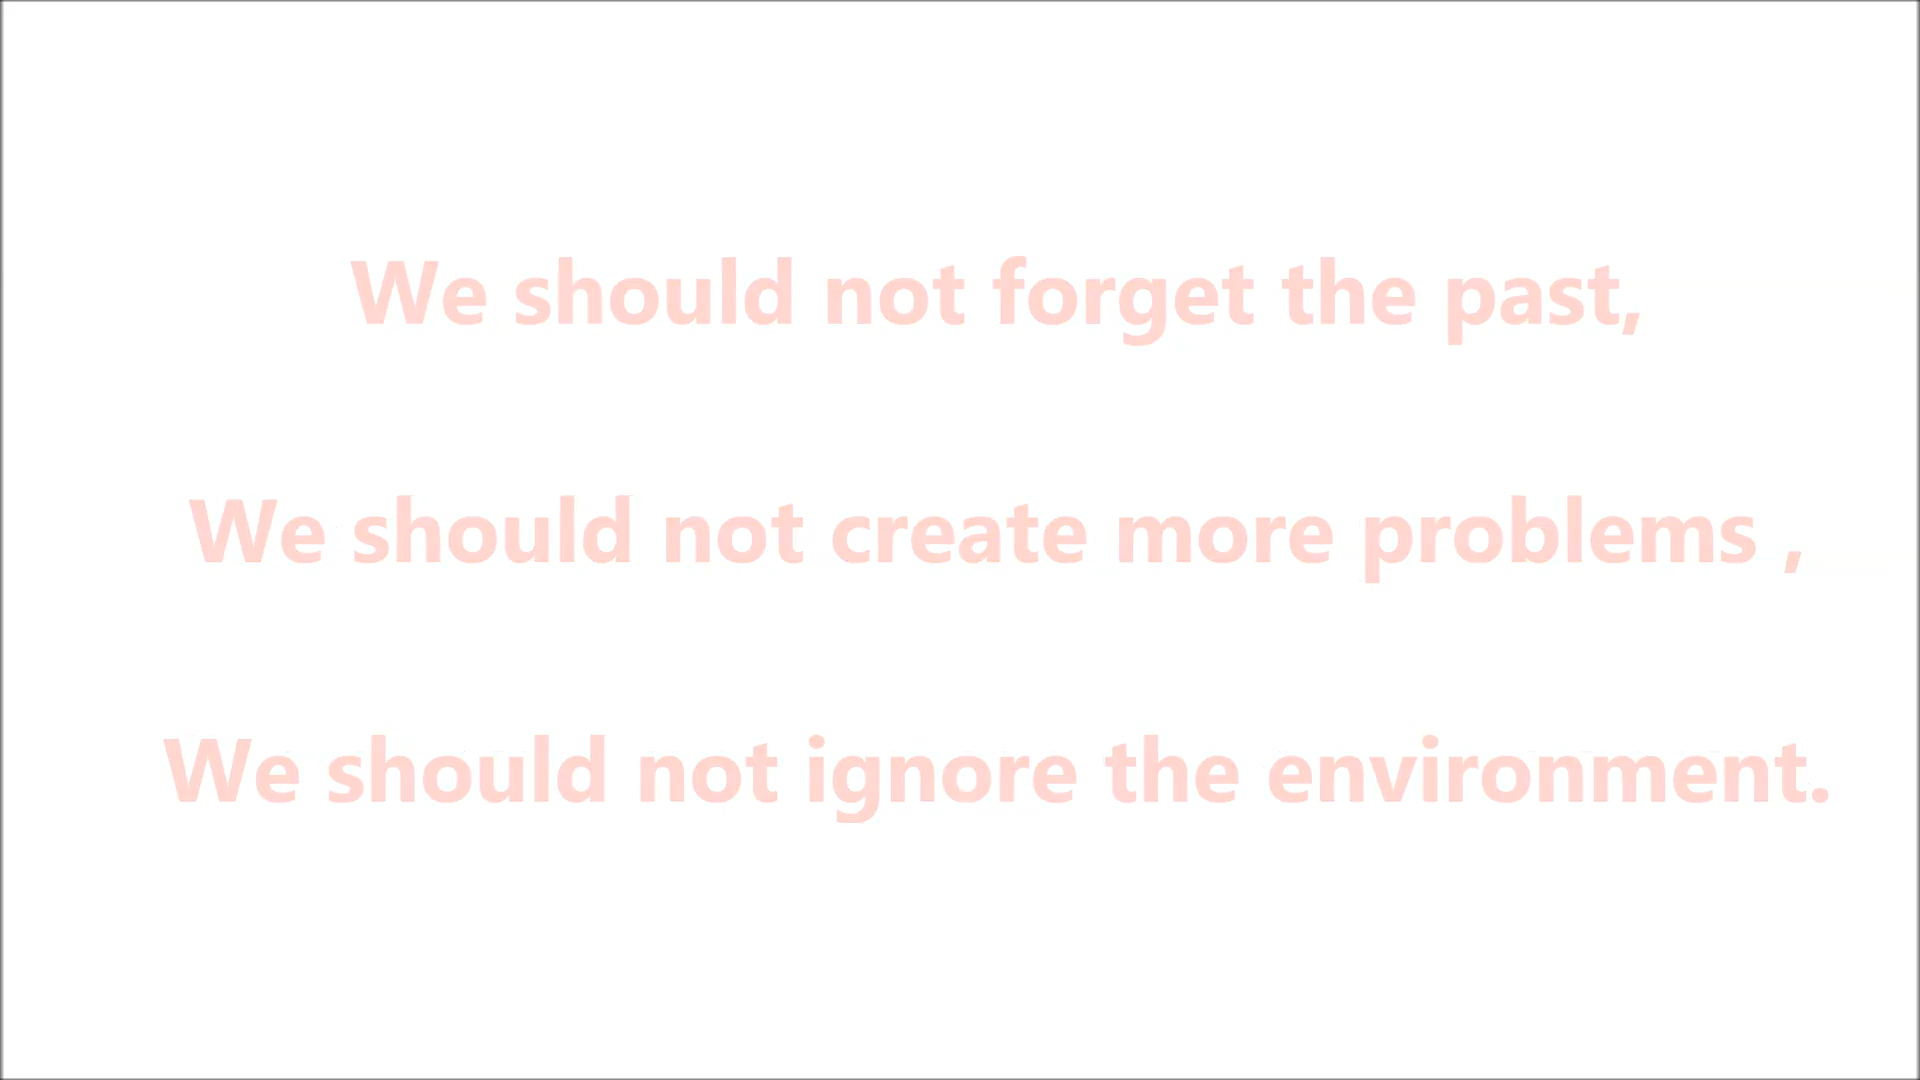 We should not forget the past,
We should not create more problems ,
We should not ignore the environment.